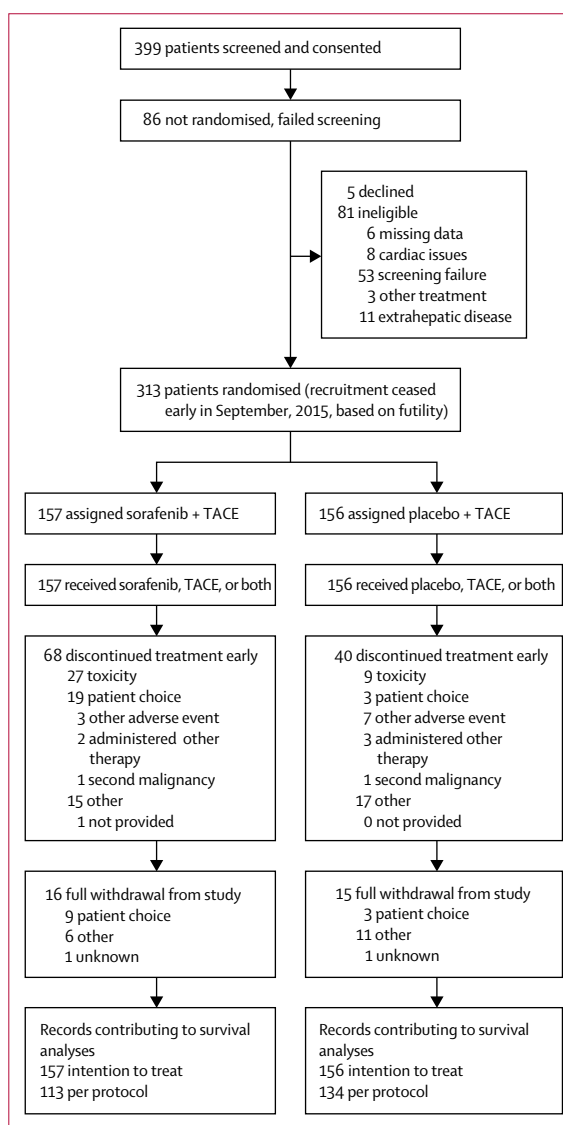 399 patients screened and consented
86 not randomised, failed screening
5 declined
81 ineligible
6 missing data
8 cardiac issues
53 screening failure
3 other treatment
11 extrahepatic disease
313 patients randomised (recruitment ceased
early in September, 2015, based on futility)
157 assigned sorafenib + TACE
156 assigned placebo + TACE
157 received sorafenib, TACE, or both
156 received placebo, TACE, or both
68 discontinued treatment early
27 toxicity
19 patient choice
3 other adverse event
2 administered other
therapy
1 second malignancy
15 other
1 not provided
40 discontinued treatment early
9 toxicity
3 patient choice
7 other adverse event
3 administered other
therapy
1 second malignancy
17 other
0 not provided
16 full withdrawal from study
9 patient choice
6 other
1 unknown
15 full withdrawal from study
3 patient choice
11 other
1 unknown
Records contributing to survival
analyses
157 intention to treat
113 per protocol
Records contributing to survival
analyses
156 intention to treat
134 per protocol